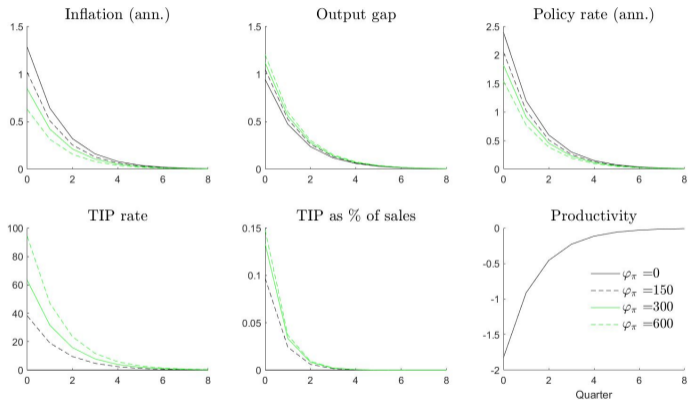 Inflation (ann.)
Output gap
Policy rate (ann.)
1.5
1
0.5
0
0 2 4 6 8
1.5
1
0.5
0
0 2 4 6 8
2.5
2
1.5
1
0.5
0
0 2 4 6 8
TIP rate
TIP as % of sales
Productivity
100
80
60
40
20
0
0 2 4 6 8
0.15
0.1
0.05
0
0 2 4 6 8
0
-0.5
-1
-1.5
-2
0 2 4 6 8
φπ =0
φπ =150
φπ =300
φπ =600
Quarter